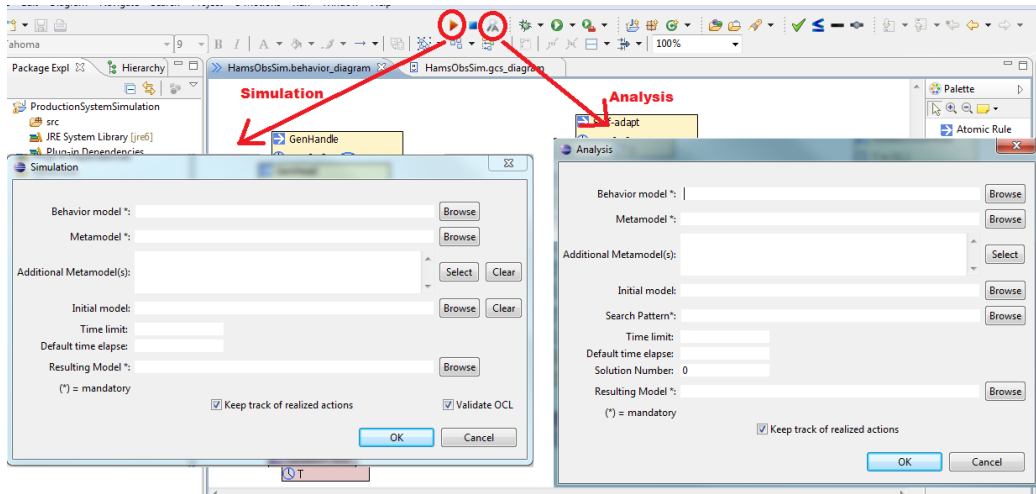 9
B I
100%
Package Expl
Hierarchy
HamsObsSim.behavior_diagram
HamsObsSim.gcs_diagram
Palette
Simulation
Analysis
ProductionSystemSimulation
src
JRE System Library [jre6]
GenHandle
Self-adapt
Atomic Rule
Simulation
Behavior model *:
Browse
Metamodel *:
Browse
Additional Metamodel(s):
Select
Clear
Initial model:
Browse
Clear
Time limit:
Default time elapse:
Resulting Model *:
Browse
(*) = mandatory
Keep track of realized actions
Validate OCL
OK
Cancel
Analysis
Behavior model *:
Browse
Metamodel *:
Browse
Additional Metamodel(s):
Select
Initial model:
Browse
Search Pattern*:
Browse
Time limit:
Default time elapse:
Solution Number: 0
Resulting Model *:
Browse
(*) = mandatory
Keep track of realized actions
OK
Cancel
T